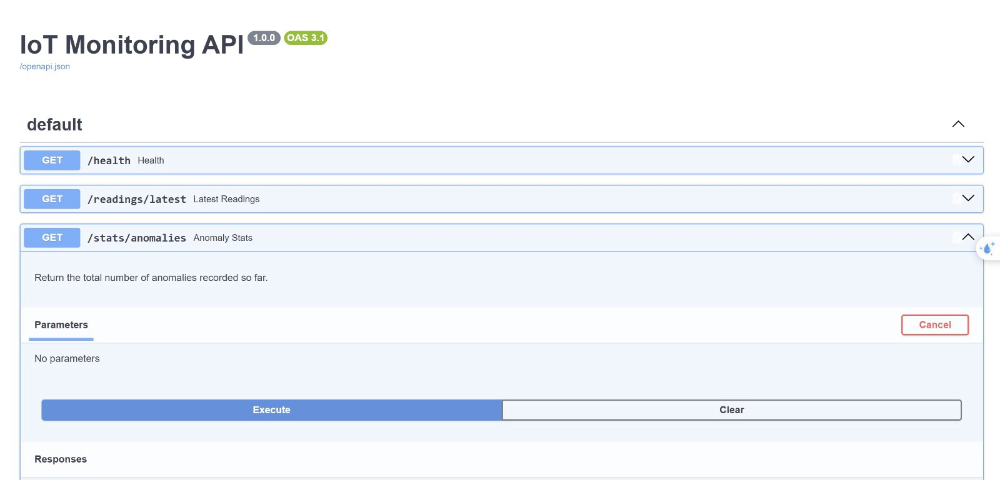 IoT Monitoring API 1.0.0 OAS 3.1
/openapi.json
default
GET /health Health
GET /readings/latest Latest Readings
GET /stats/anomalies Anomaly Stats
Return the total number of anomalies recorded so far.
Parameters Cancel
No parameters
Execute Clear
Responses